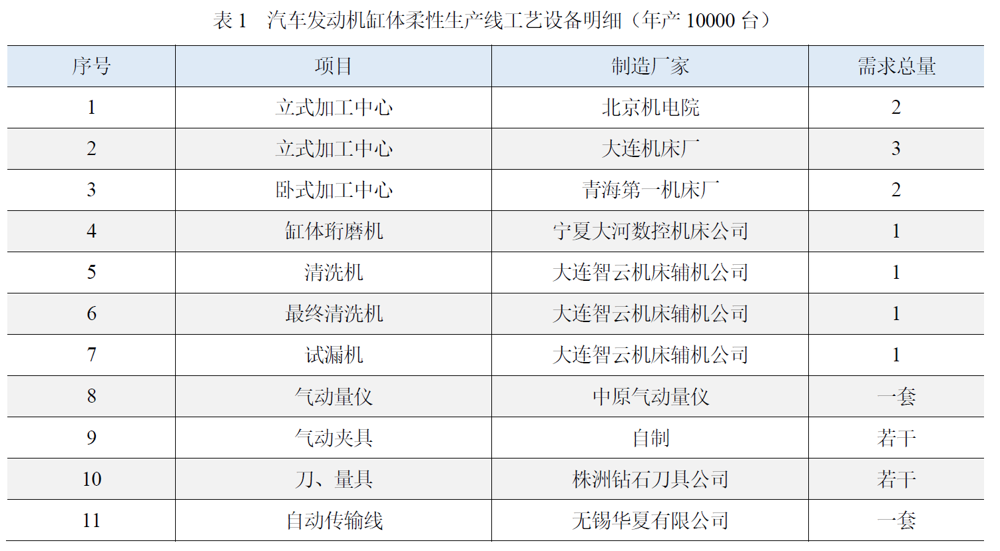 表 1 汽车发动机缸体柔性生产线工艺设备明细（年产 10000 台）
序号 项目 制造厂家 需求总量
1 立式加工中心 北京机电院 2
2 立式加工中心 大连机床厂 3
3 卧式加工中心 青海第一机床厂 2
4 缸体珩磨机 宁夏大河数控机床公司 1
5 清洗机 大连智云机床辅机公司 1
6 最终清洗机 大连智云机床辅机公司 1
7 试漏机 大连智云机床辅机公司 1
8 气动量仪 中原气动量仪 一套
9 气动夹具 自制 若干
10 刀、量具 株洲钻石刀具公司 若干
11 自动传输线 无锡华夏有限公司 一套